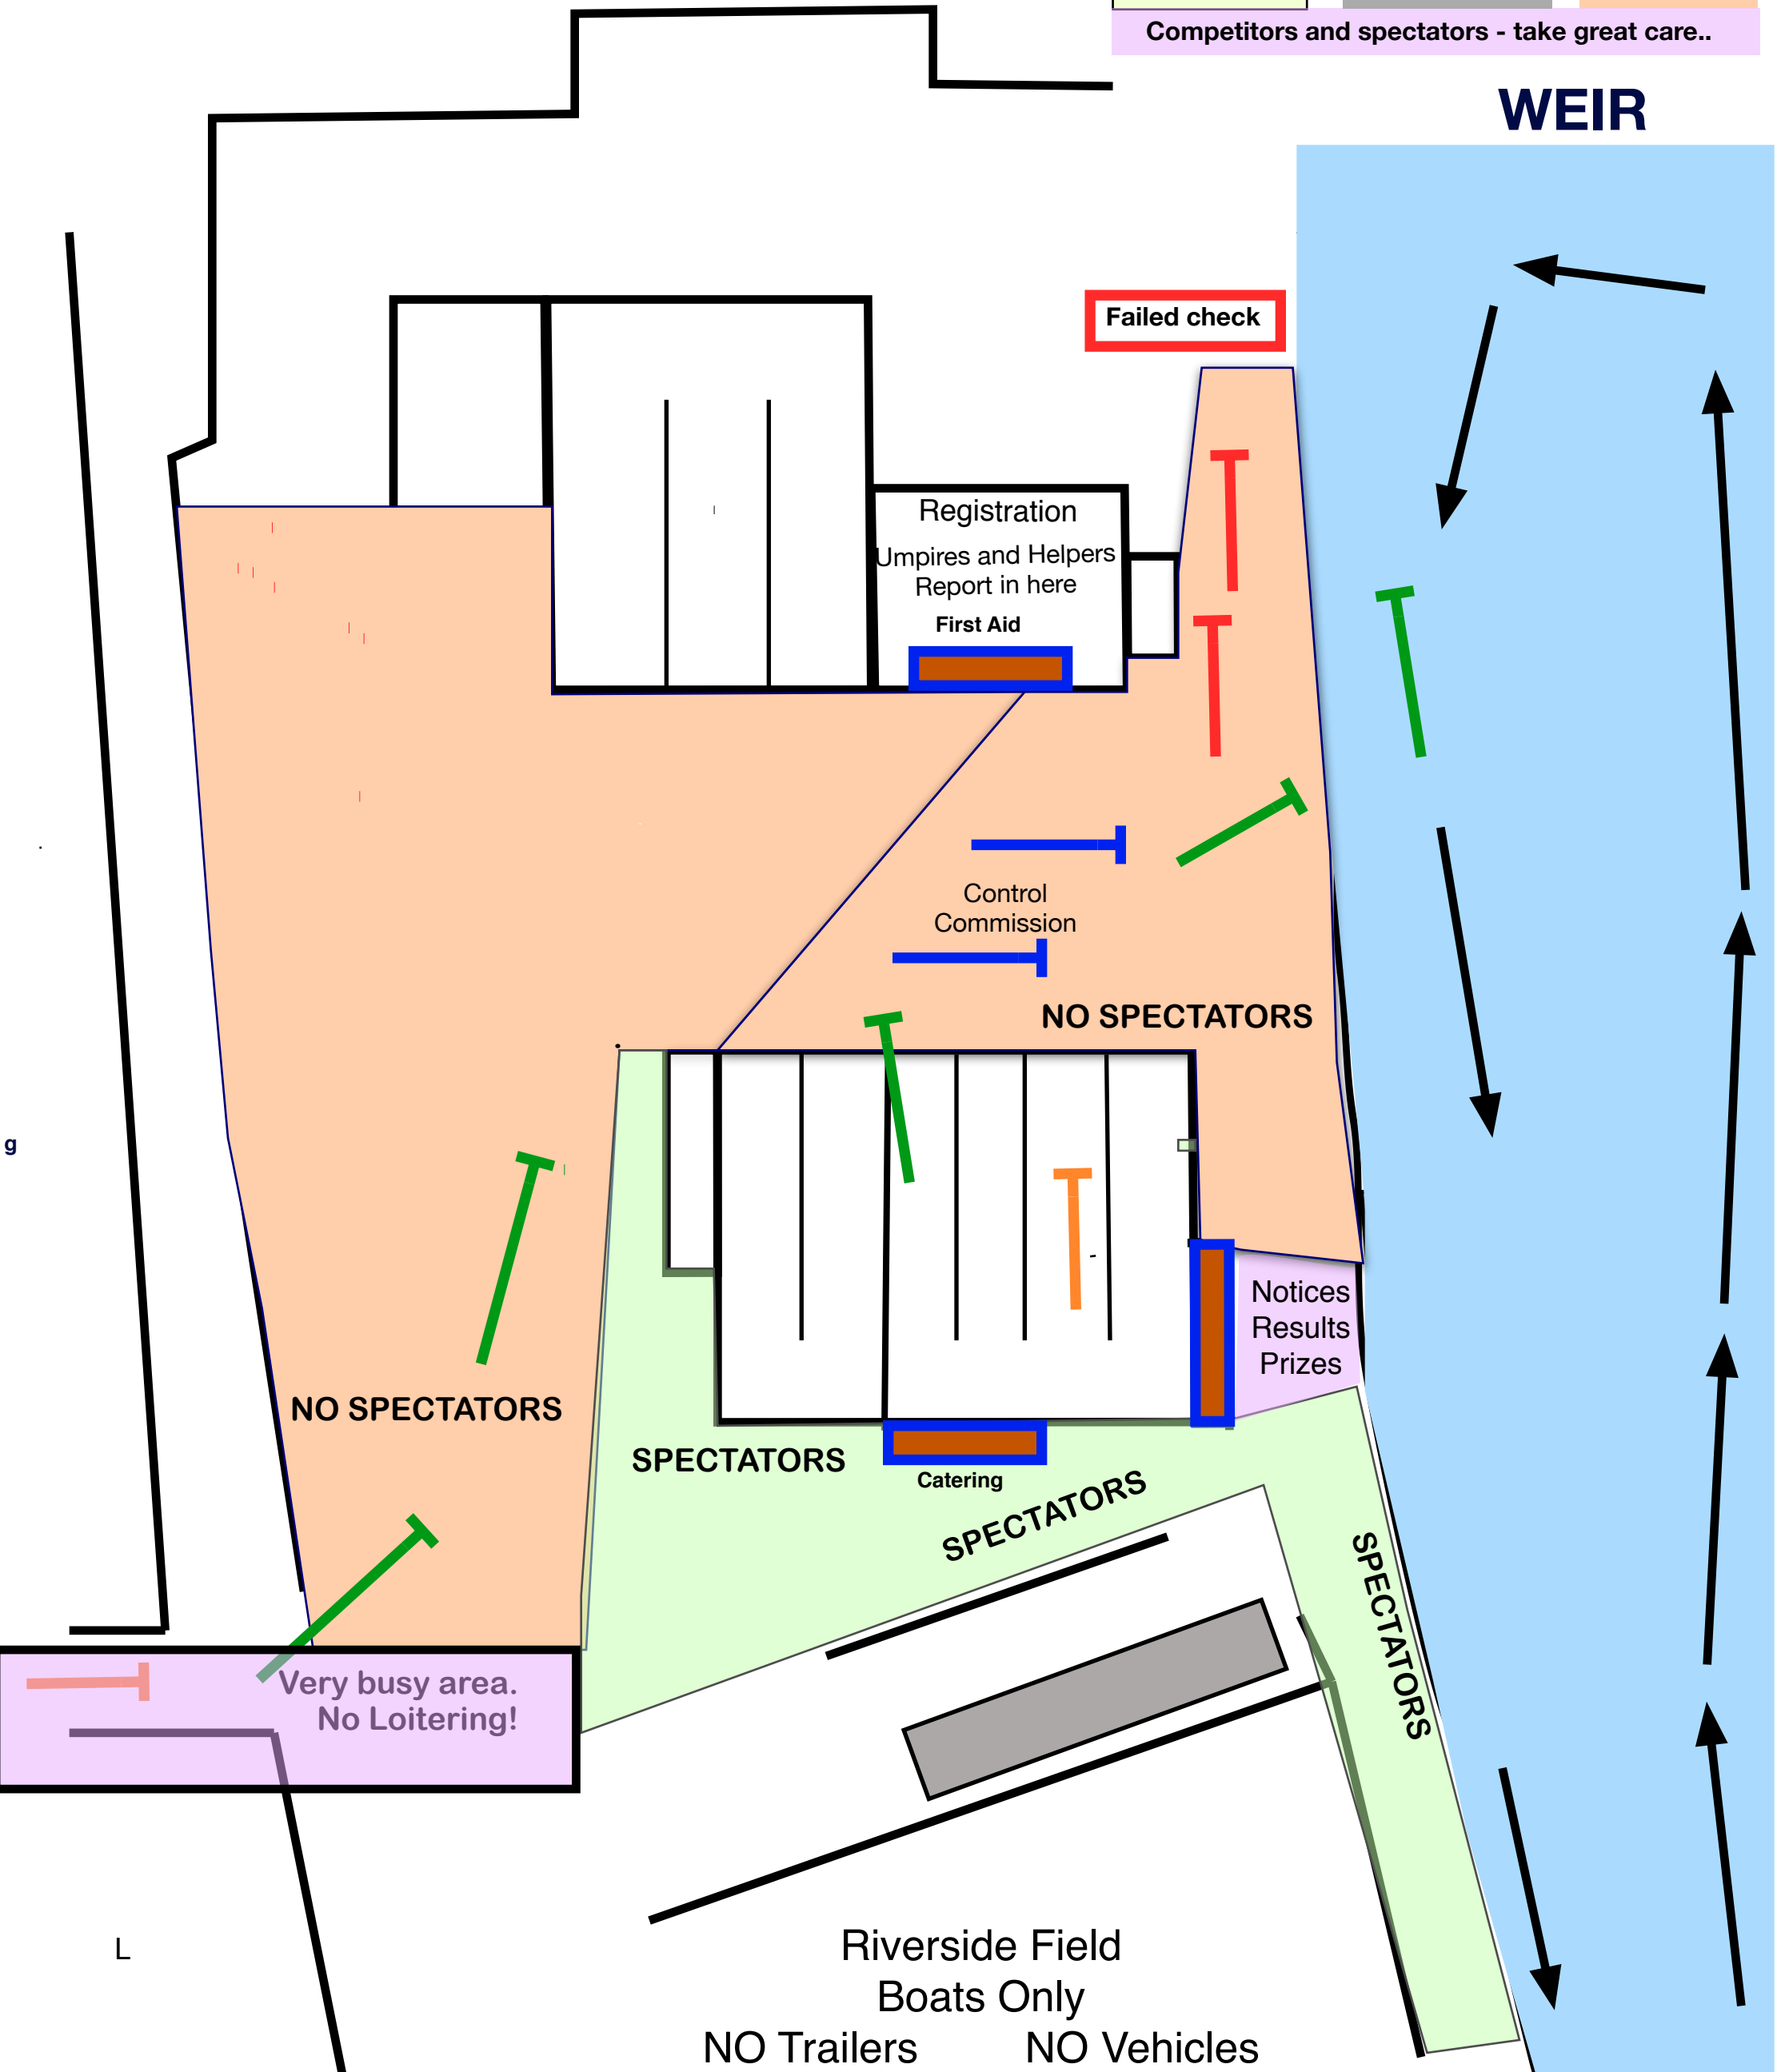 Competitors and spectators - take great care..
WEIR
Failed check
Registration
Umpires and Helpers
Report in here
First Aid
Control
Commission
NO SPECTATORS
g
Notices
Results
Prizes
NO SPECTATORS
SPECTATORS
Catering
SPECTATORS
SPECTATORS
Very busy area.
No Loitering!
L
Riverside Field
Boats Only
NO Trailers NO Vehicles